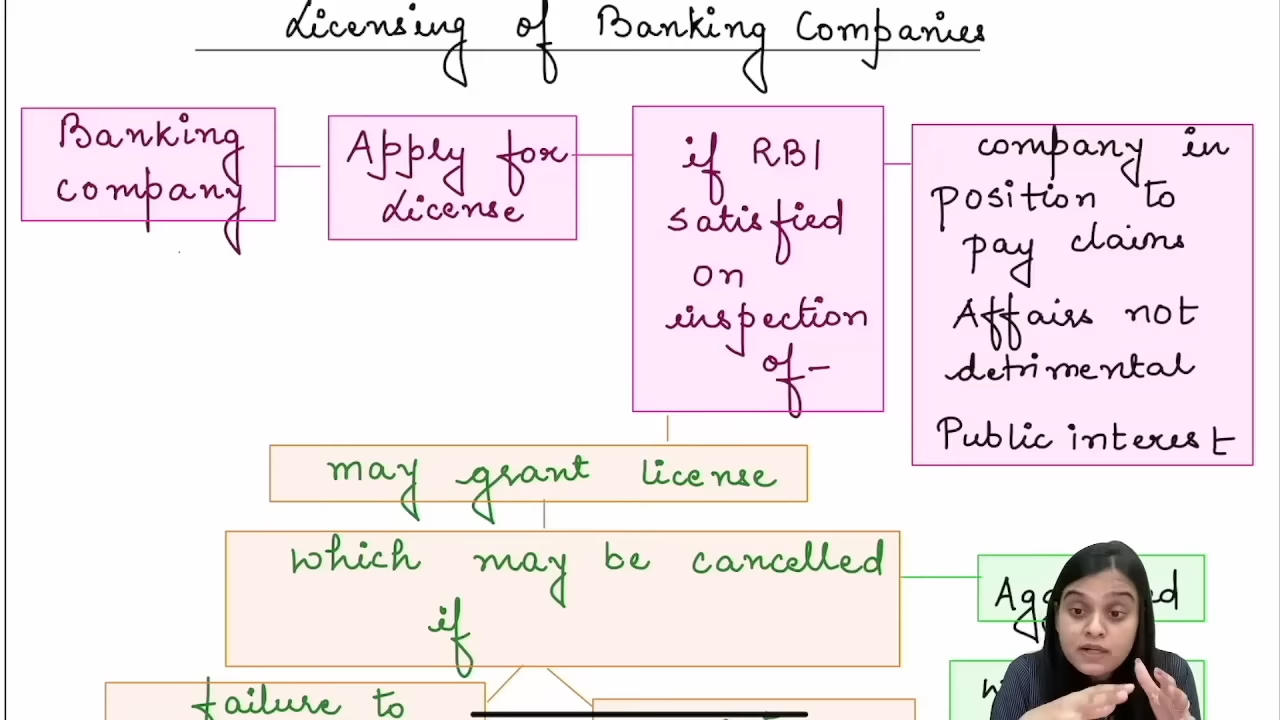 Licensing of Banking Companies
Banking
company
Apply for
License
if RBI
satisfied
on
inspection
of-
company in
position to
pay claims
Affairs not
detrimental
Public interest
may grant license
which may be cancelled
if
failure to